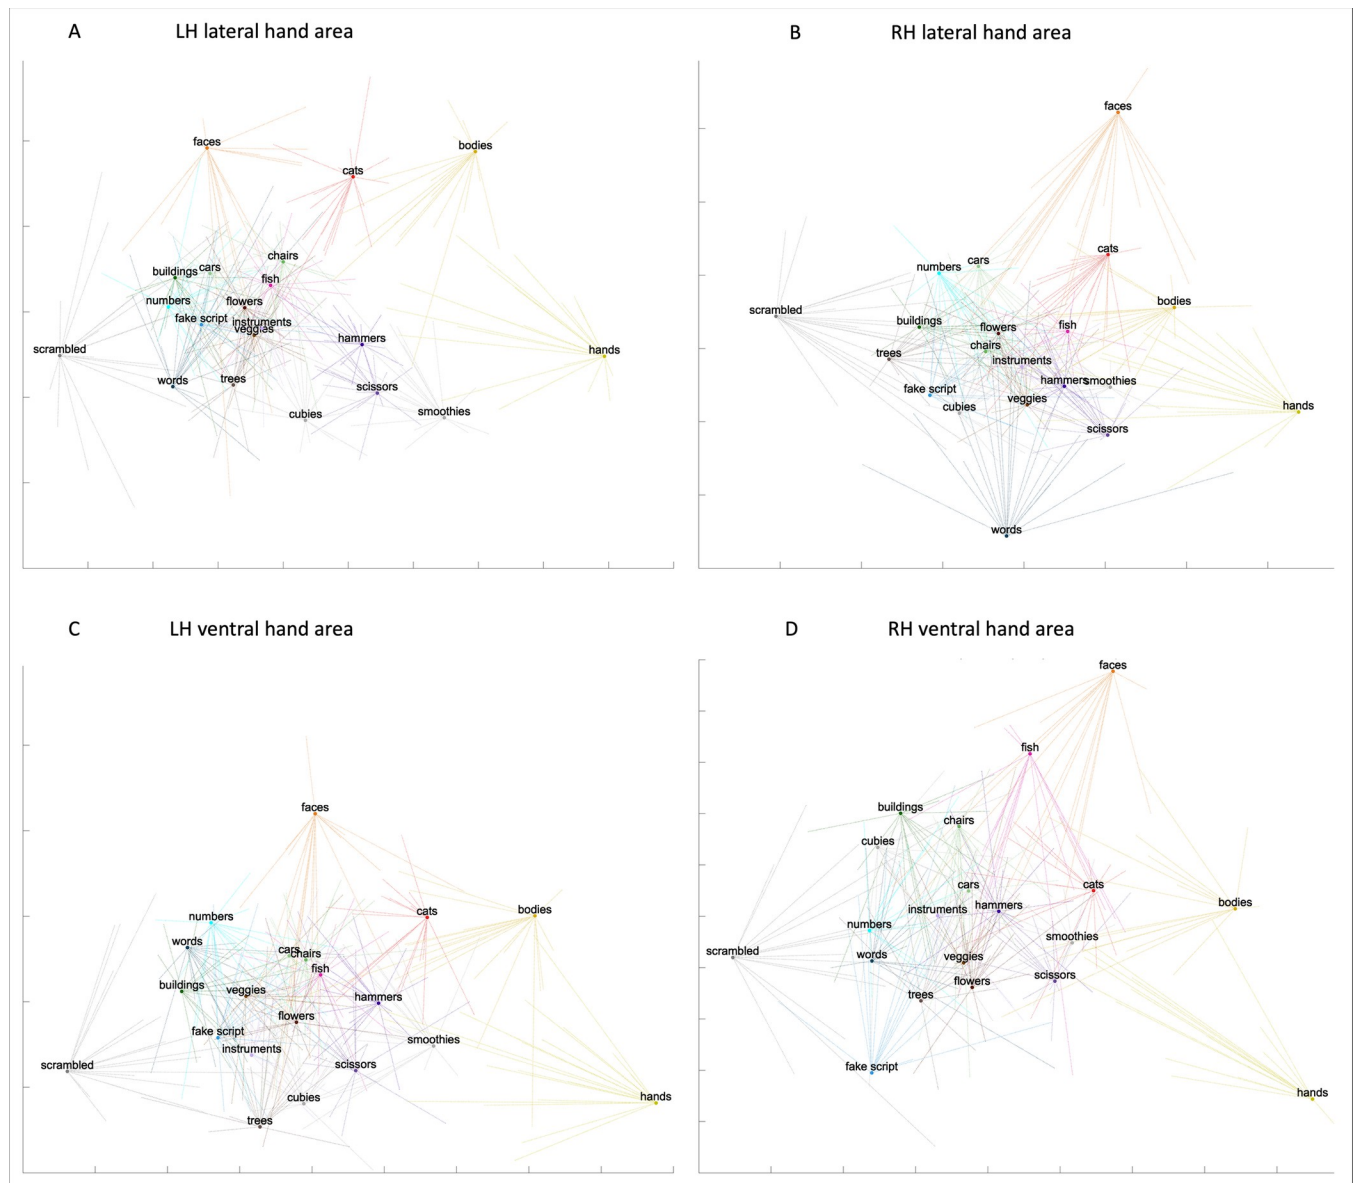 A LH lateral hand area
faces
cats
bodies
chairs
buildings cars
fish
numbers
flowers
fake script
instruments
veggies
hammers
scrambled
hands
words
trees
scissors
cubies
smoothies
B RH lateral hand area
faces
cats
cars
numbers
bodies
scrambled
buildings
fish
flowers
chairs
trees
instruments
hammers
smoothies
fake script
veggies
cubies
hands
scissors
words
C LH ventral hand area
faces
cats
bodies
numbers
words
cars
chairs
fish
buildings
veggies
hammers
flowers
fake script
smoothies
instruments
scrambled
scissors
cubies
hands
trees
D RH ventral hand area
faces
fish
buildings
chairs
cubies
cars
cats
bodies
instruments
hammers
numbers
smoothies
scrambled
words
veggies
scissors
flowers
trees
fake script
hands